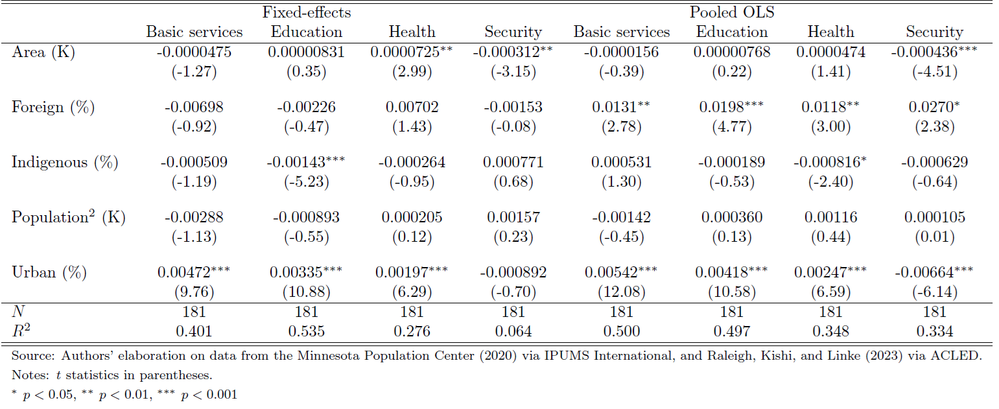 Fixed-effects Pooled OLS
Basic services Education Health Security Basic services Education Health Security
Area (K) -0.0000475 0.00000831 0.0000725** -0.000312** -0.0000156 0.00000768 0.0000474 -0.000436***
(-1.27) (0.35) (2.99) (-3.15) (-0.39) (0.22) (1.41) (-4.51)
Foreign (%) -0.00698 -0.00226 0.00702 -0.00153 0.0131** 0.0198*** 0.0118** 0.0270*
(-0.92) (-0.47) (1.43) (-0.08) (2.78) (4.77) (3.00) (2.38)
Indigenous (%) -0.000509 -0.00143*** -0.000264 0.000771 0.000531 -0.000189 -0.000816* -0.000629
(-1.19) (-5.23) (-0.95) (0.68) (1.30) (-0.53) (-2.40) (-0.64)
Population² (K) -0.00288 -0.000893 0.000205 0.00157 -0.00142 0.000360 0.00116 0.000105
(-1.13) (-0.55) (0.12) (0.23) (-0.45) (0.13) (0.44) (0.01)
Urban (%) 0.00472*** 0.00335*** 0.00197*** -0.000892 0.00542*** 0.00418*** 0.00247*** -0.00664***
(9.76) (10.88) (6.29) (-0.70) (12.08) (10.58) (6.59) (-6.14)
N 181 181 181 181 181 181 181 181
R² 0.401 0.535 0.276 0.064 0.500 0.497 0.348 0.334
Source: Authors' elaboration on data from the Minnesota Population Center (2020) via IPUMS International, and Raleigh, Kishi, and Linke (2023) via ACLED.
Notes: t statistics in parentheses.
* p < 0.05, ** p < 0.01, *** p < 0.001